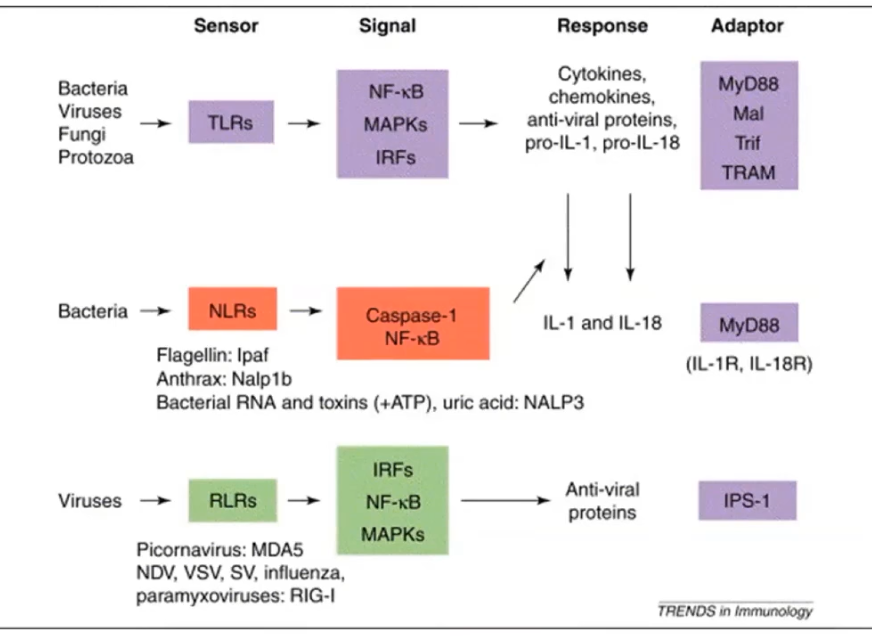 Sensor Signal Response Adaptor
Bacteria
Viruses
Fungi
Protozoa
TLRs
NF-κB
MAPKs
IRFs
Cytokines,
chemokines,
anti-viral proteins,
pro-IL-1, pro-IL-18
MyD88
Mal
Trif
TRAM
Bacteria
NLRs
Caspase-1
NF-κB
IL-1 and IL-18
MyD88
(IL-1R, IL-18R)
Flagellin: Ipaf
Anthrax: Nalp1b
Bacterial RNA and toxins (+ATP), uric acid: NALP3
Viruses
RLRs
IRFs
NF-κB
MAPKs
Anti-viral
proteins
IPS-1
Picornavirus: MDA5
NDV, VSV, SV, influenza,
paramyxoviruses: RIG-I
TRENDS in Immunology